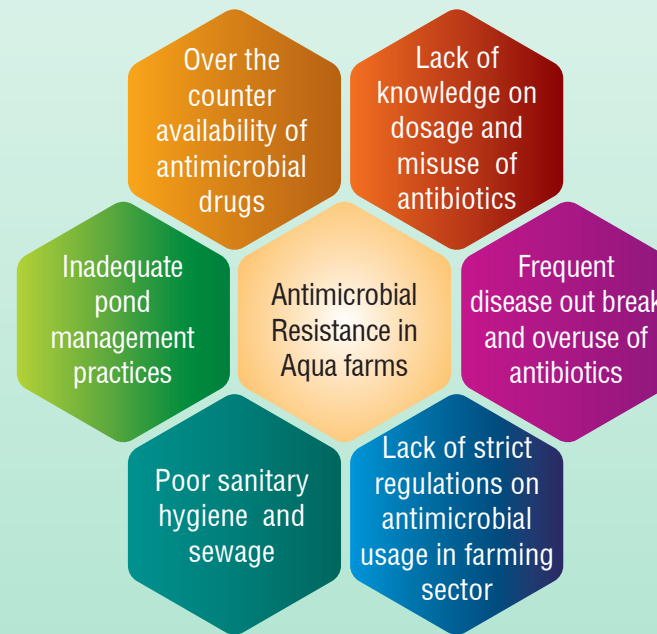 Over the
counter
availability of
antimicrobial
drugs
Lack of
knowledge on
dosage and
misuse of
antibiotics
Inadequate
pond
management
practices
Antimicrobial
Resistance in
Aqua farms
Frequent
disease out break
and overuse of
antibiotics
Poor sanitary
hygiene and
sewage
Lack of strict
regulations on
antimicrobial
usage in farming
sector